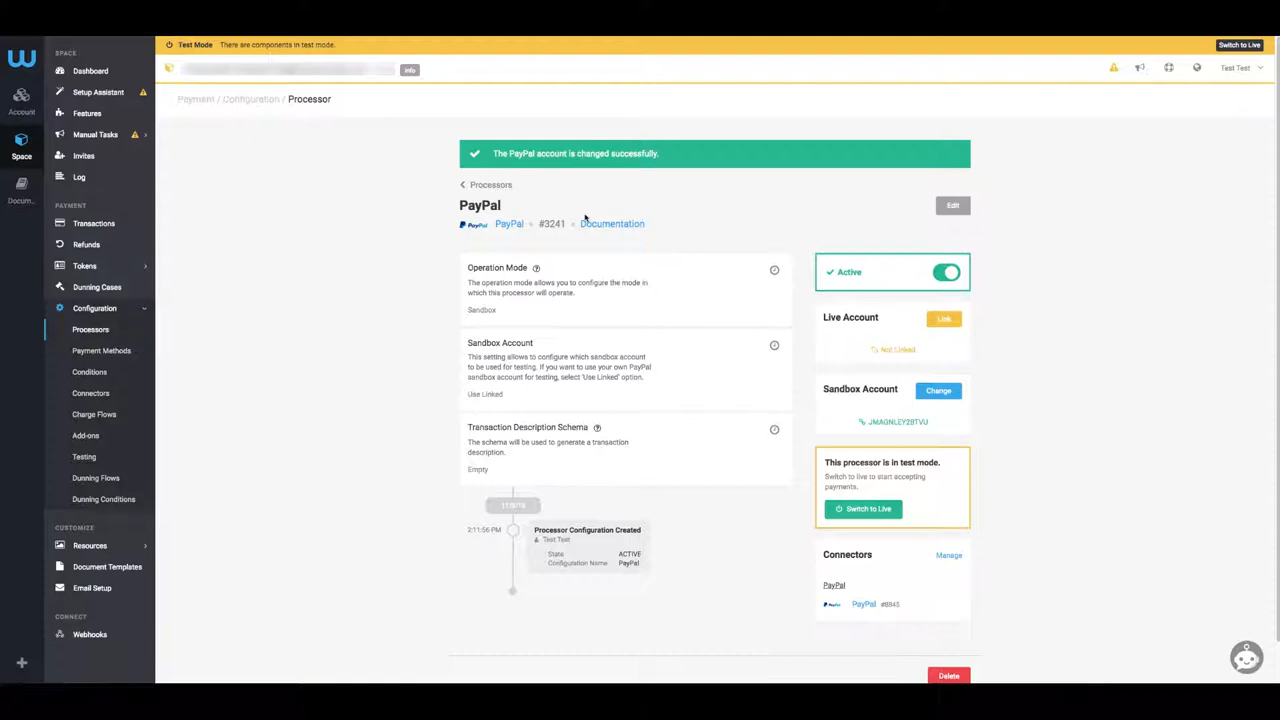 Test Mode There are components in test mode. Switch to Live
info
Test Test
Account
Space
Docum...
SPACE
Dashboard
Setup Assistant
Features
Manual Tasks
Invites
Log
PAYMENT
Transactions
Refunds
Tokens
Dunning Cases
Configuration
Processors
Payment Methods
Conditions
Connectors
Charge Flows
Add-ons
Testing
Dunning Flows
Dunning Conditions
CUSTOMIZE
Resources
Document Templates
Email Setup
CONNECT
Webhooks
Payment / Configuration / Processor
The PayPal account is changed successfully.
Processors
PayPal
Edit
PayPal PayPal #3241 Documentation
Operation Mode
The operation mode allows you to configure the mode in
which this processor will operate.
Sandbox
Sandbox Account
This setting allows to configure which sandbox account
to be used for testing. If you want to use your own PayPal
sandbox account for testing, select 'Use Linked' option.
Use Linked
Transaction Description Schema
The schema will be used to generate a transaction
description.
Empty
2:11:56 PM
Processor Configuration Created
Test Test
State ACTIVE
Configuration Name PayPal
Active
Live Account Link
Not Linked
Sandbox Account Change
JMAGNLEY2BTVU
This processor is in test mode.
Switch to live to start accepting
payments.
Switch to Live
Connectors Manage
PayPal
PayPal PayPal #8845
Delete